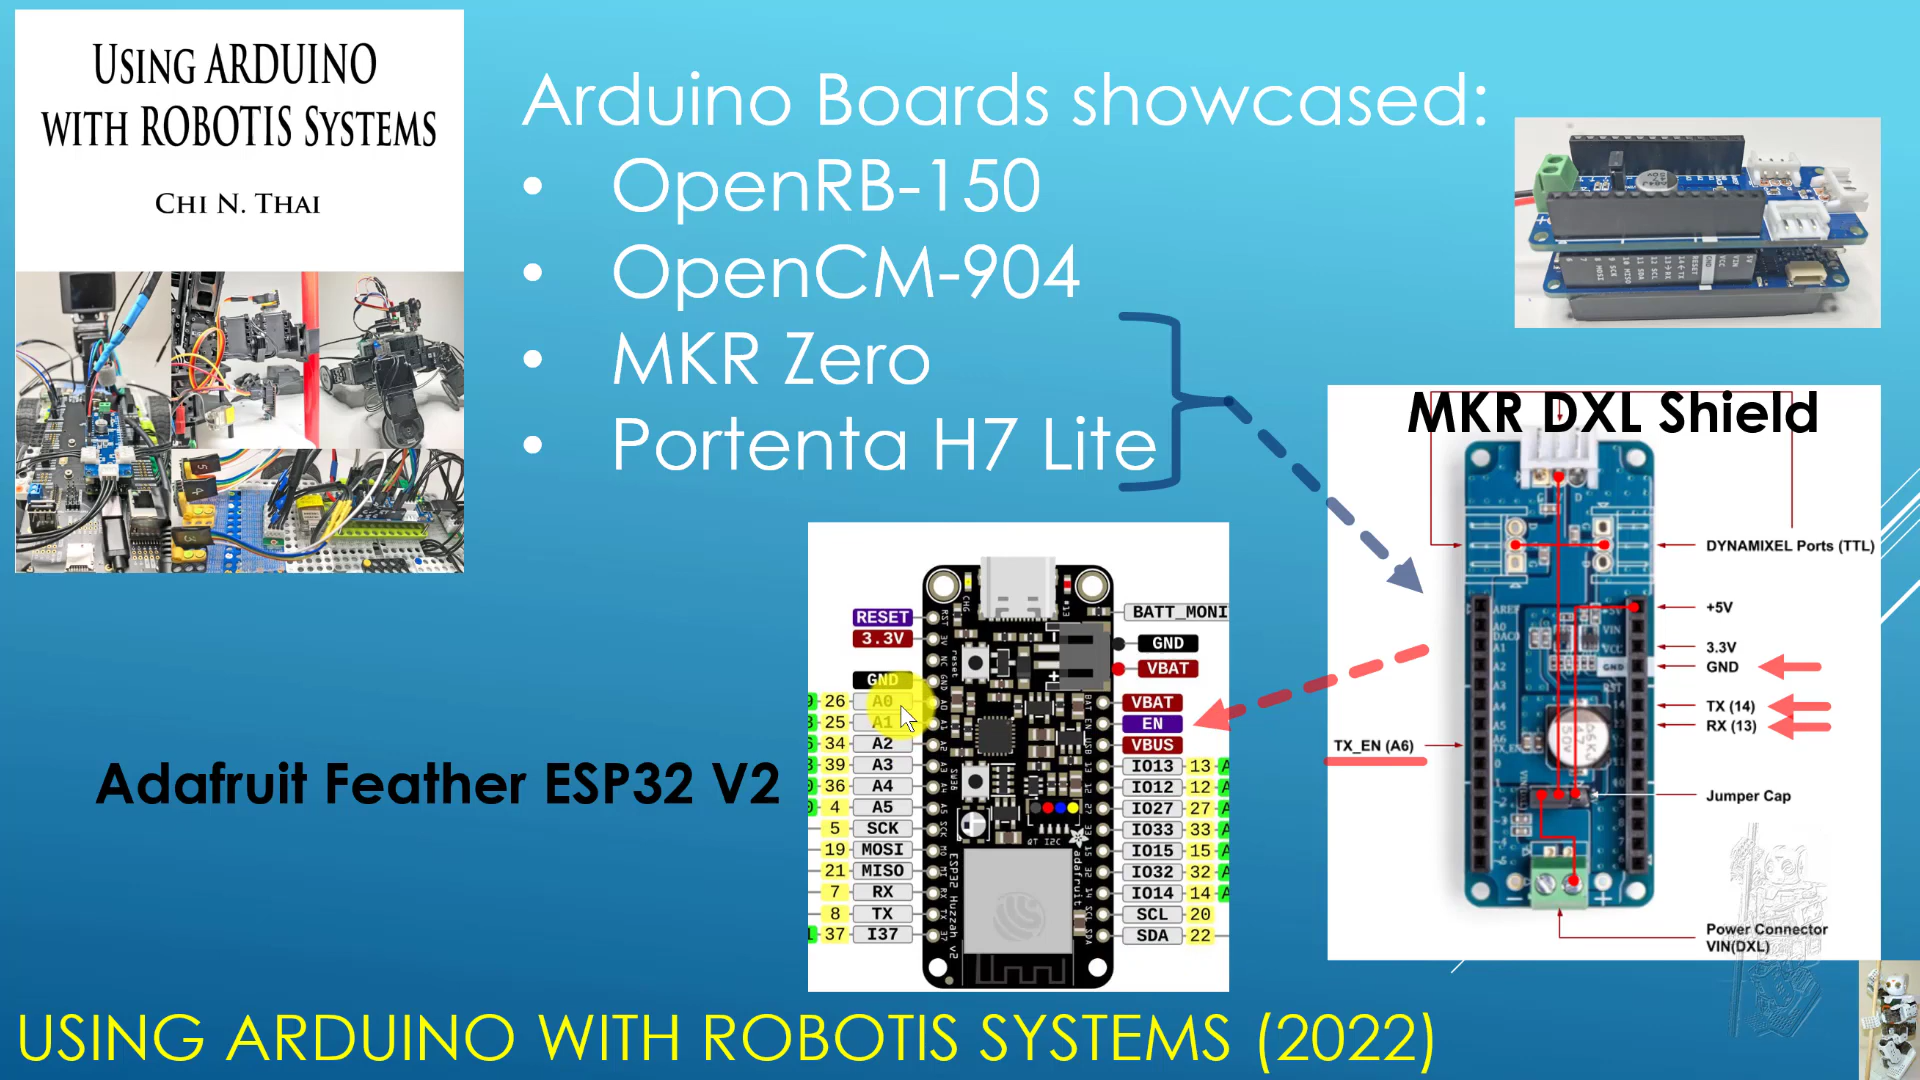 USING ARDUINO
WITH ROBOTIS SYSTEMS
CHI N. THAI
Arduino Boards showcased:
• OpenRB-150
• OpenCM-904
• MKR Zero
• Portenta H7 Lite
MKR DXL Shield
DYNAMIXEL Ports (TTL)
+5V
3.3V
GND
TX (14)
RX (13)
TX_EN (A6)
Jumper Cap
Power Connector
VIN(DXL)
Adafruit Feather ESP32 V2
RESET
3.3V
GND
26 A0
25 A1
34 A2
39 A3
36 A4
4 A5
5 SCK
19 MOSI
21 MISO
7 RX
8 TX
37 I37
BATT_MONI
GND
VBAT
VBAT
EN
VBUS
IO13 13
IO12 12
IO27 27
IO33 33
IO15 15
IO32 32
IO14 14
SCL 20
SDA 22
USING ARDUINO WITH ROBOTIS SYSTEMS (2022)